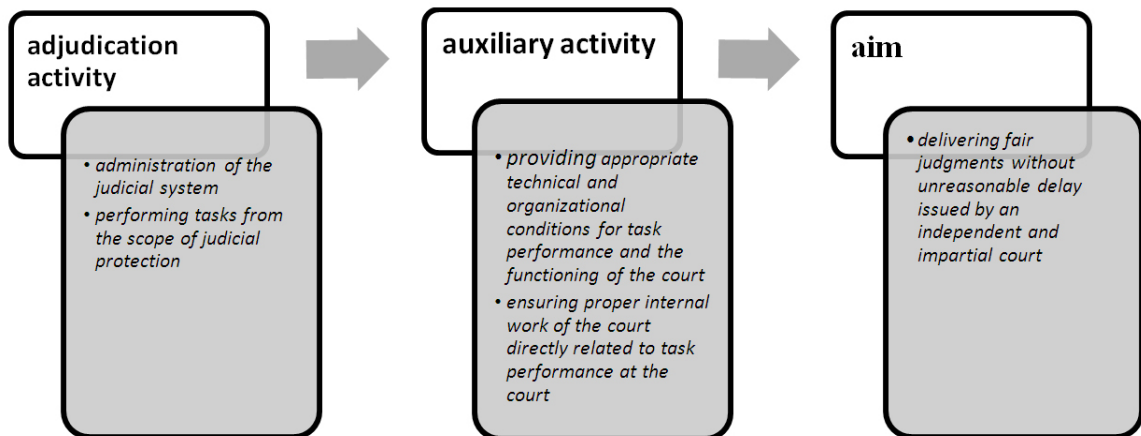 adjudication
activity
• administration of the
judicial system
• performing tasks from
the scope of judicial
protection
auxiliary activity
• providing appropriate
technical and
organizational
conditions for task
performance and the
functioning of the court
• ensuring proper internal
work of the court
directly related to task
performance at the
court
aim
• delivering fair
judgments without
unreasonable delay
issued by an
independent and
impartial court